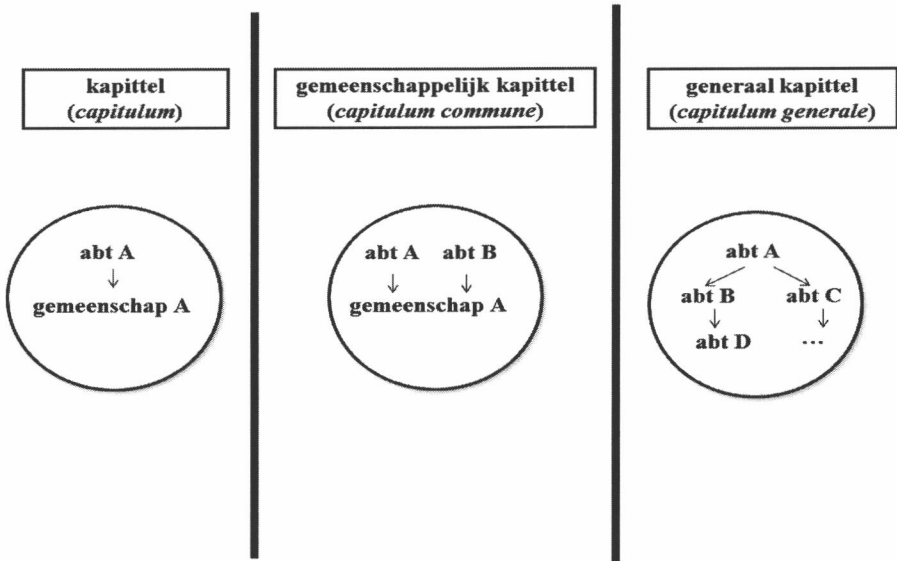 kapittel
(capitulum)
gemeenschappelijk kapittel
(capitulum commune)
generaal kapittel
(capitulum generale)
abt A
gemeenschap A
abt A abt B
gemeenschap A
abt A
abt B abt C
abt D ...